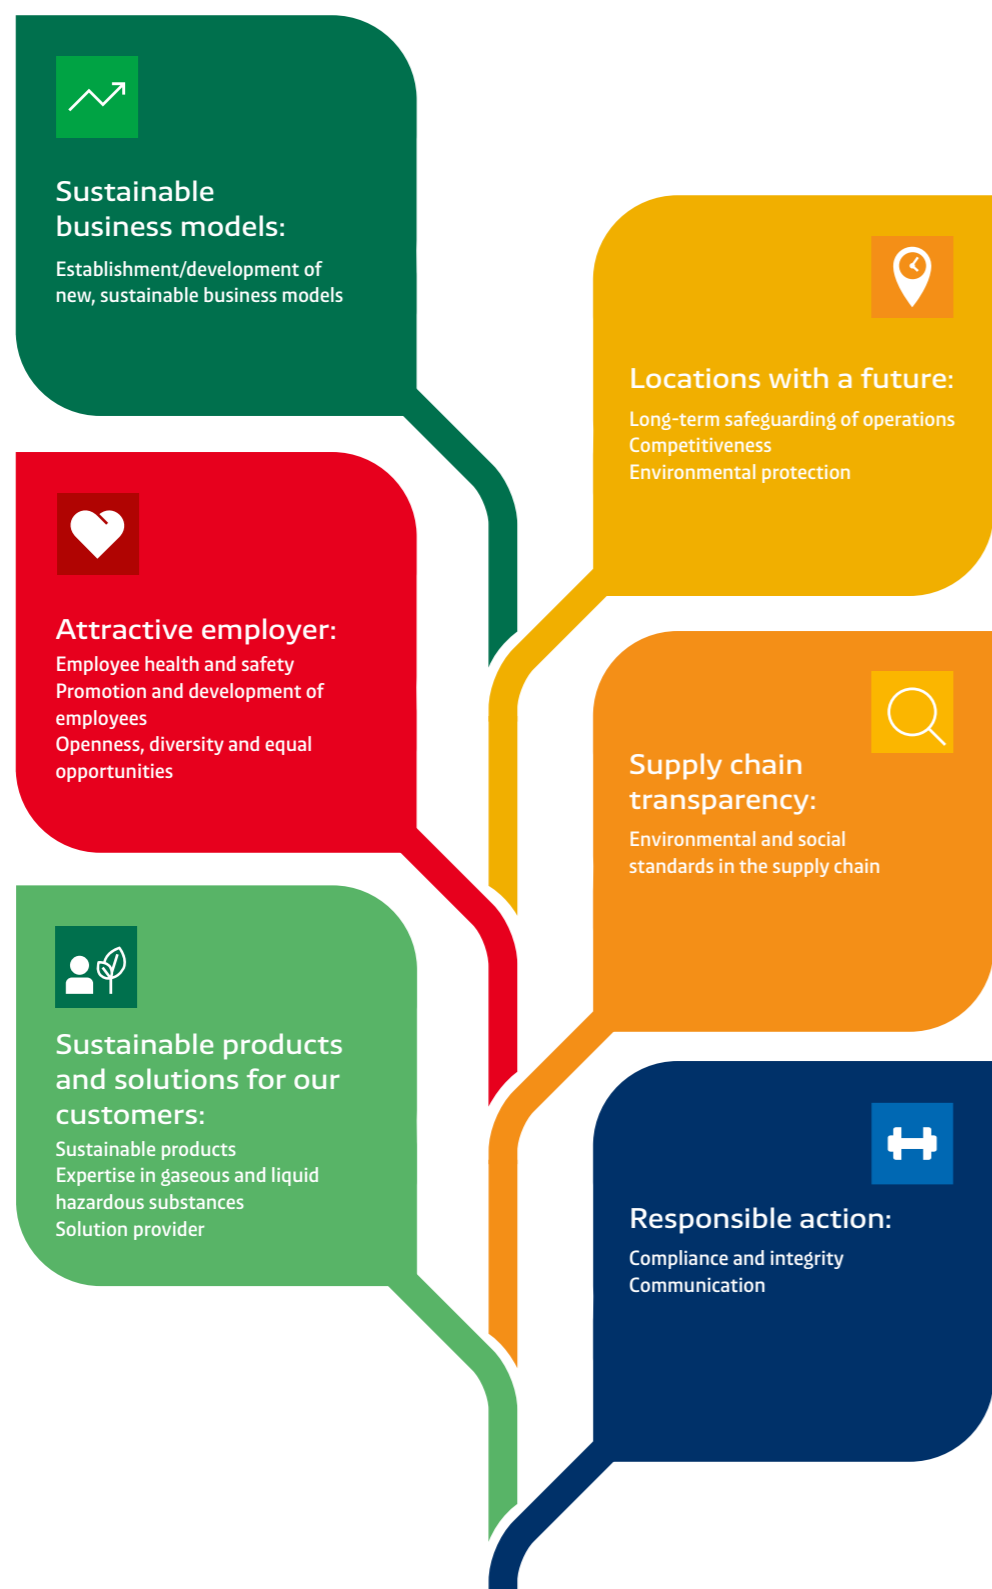 Sustainable
business models:
Establishment/development of
new, sustainable business models
Locations with a future:
Long-term safeguarding of operations
Competitiveness
Environmental protection
Attractive employer:
Employee health and safety
Promotion and development of
employees
Openness, diversity and equal
opportunities
Supply chain
transparency:
Environmental and social
standards in the supply chain
Sustainable products
and solutions for our
customers:
Sustainable products
Expertise in gaseous and liquid
hazardous substances
Solution provider
Responsible action:
Compliance and integrity
Communication